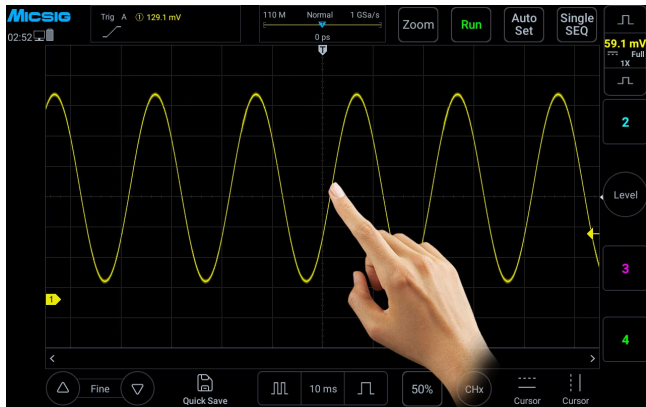 MICSIG
Trig A ① 129.1 mV
110 M Normal 1 GSa/s
0 ps
T
Zoom
Run
Auto
Set
Single
SEQ
02:52
59.1 mV
Full
1X
2
Level
3
4
1
Fine
Quick Save
10 ms
50%
CHx
Cursor
Cursor